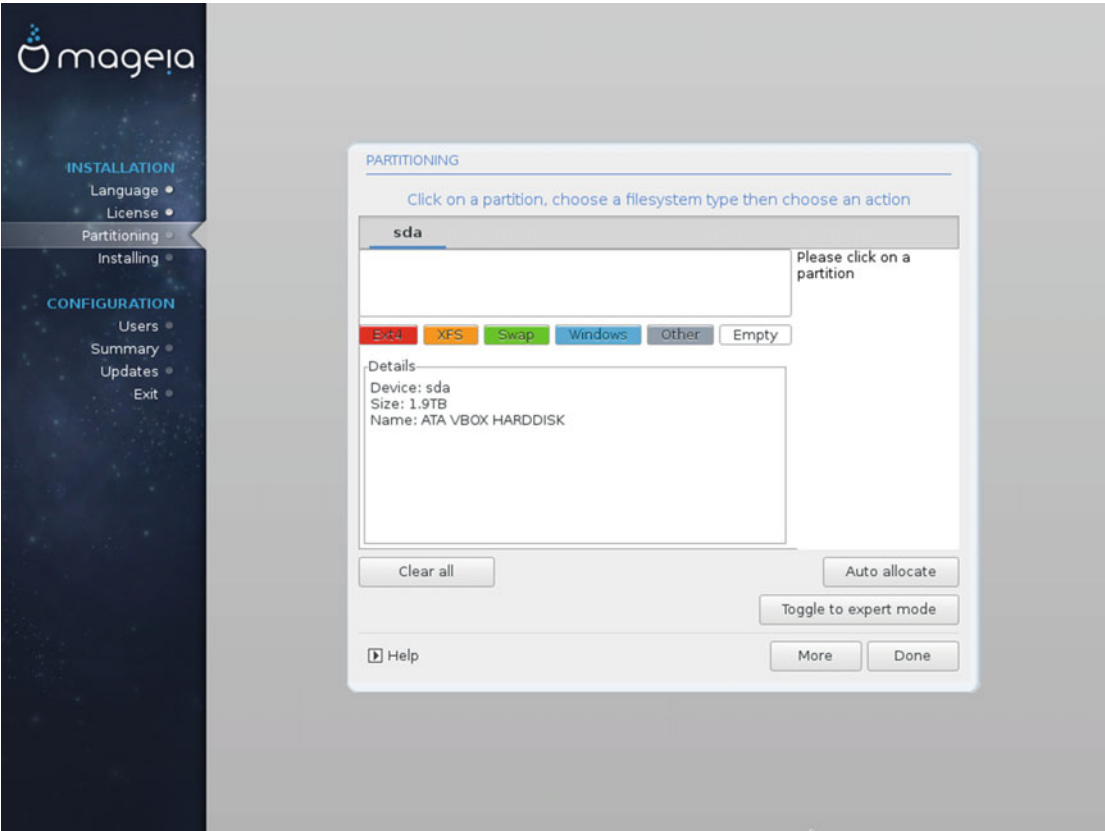 mageia
INSTALLATION
Language
License
Partitioning
Installing
CONFIGURATION
Users
Summary
Updates
Exit
PARTITIONING
Click on a partition, choose a filesystem type then choose an action
sda
Please click on a
partition
Ext4 XFS Swap Windows Other Empty
Details
Device: sda
Size: 1.9TB
Name: ATA VBOX HARDDISK
Clear all Auto allocate
Toggle to expert mode
Help More Done